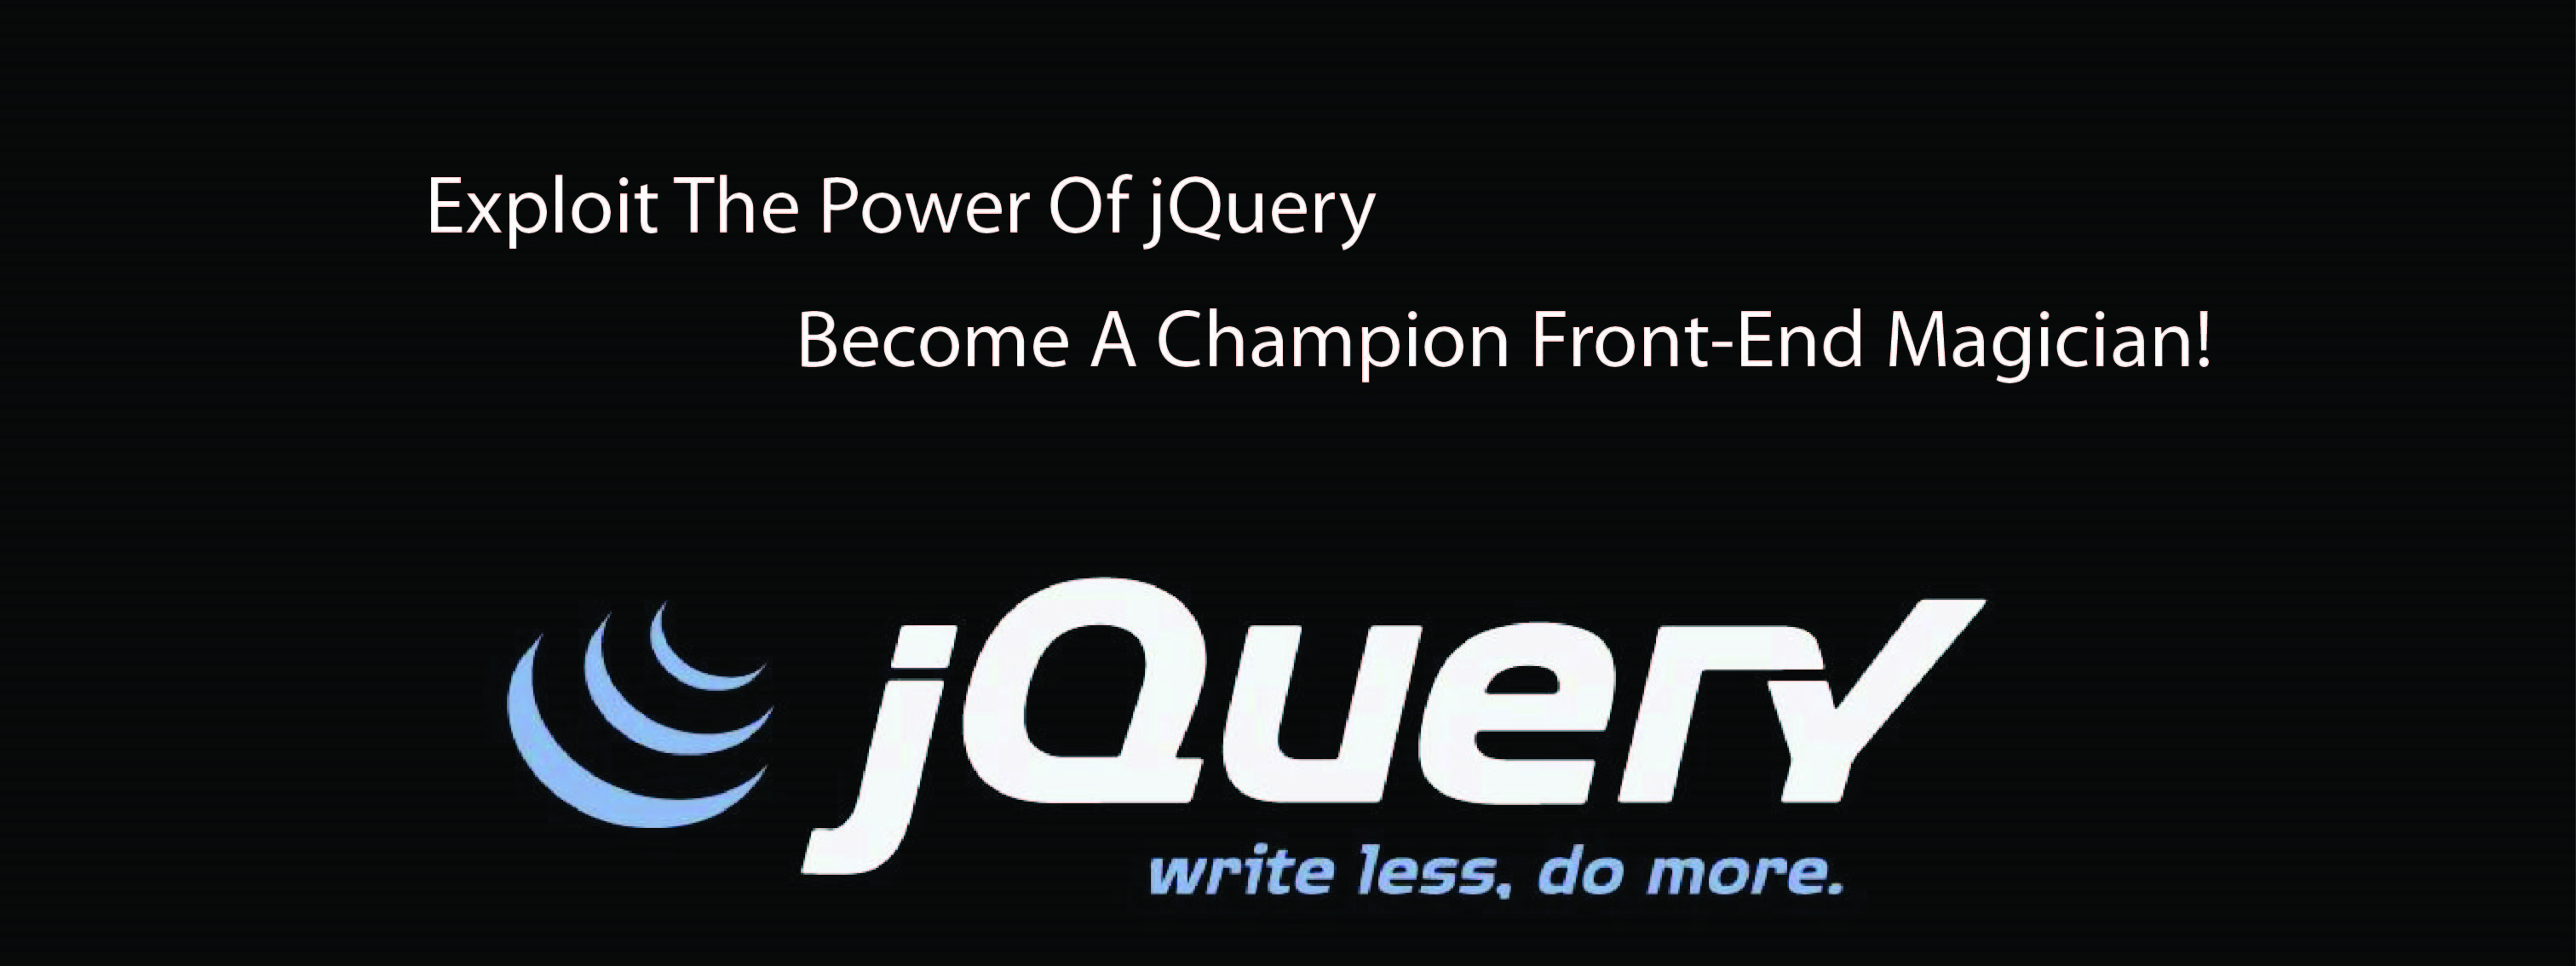 Exploit The Power Of jQuery
Become A Champion Front-End Magician!
jQuery
write less, do more.